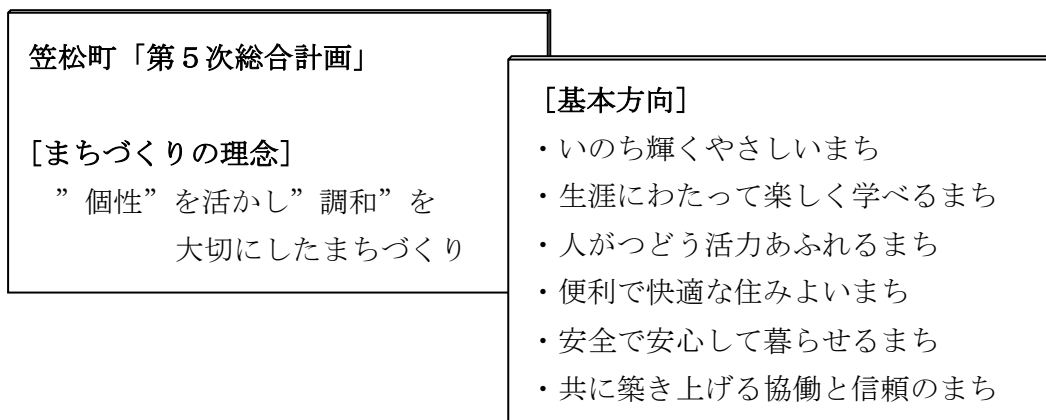 笠松町「第５次総合計画」
[まちづくりの理念]
”個性”を活かし”調和”を
大切にしたまちづくり
[基本方向]
・いのち輝くやさしいまち
・生涯にわたって楽しく学べるまち
・人がつどう活力あふれるまち
・便利で快適な住みよいまち
・安全で安心して暮らせるまち
・共に築き上げる協働と信頼のまち